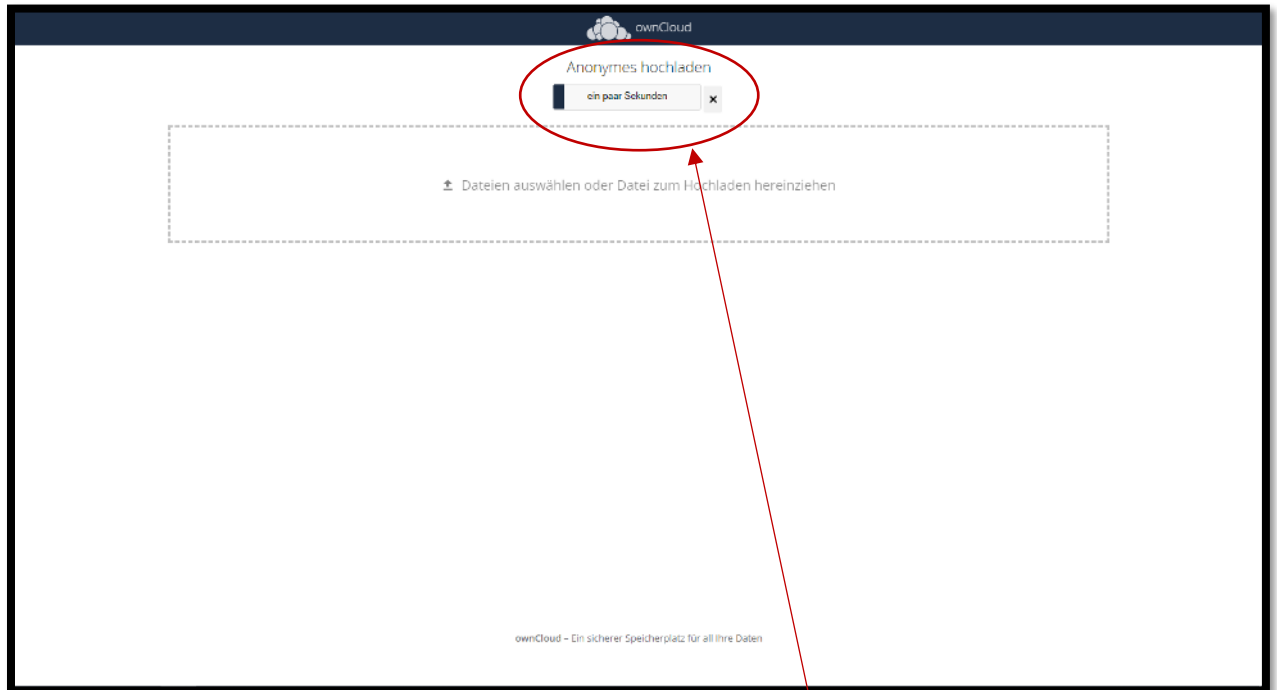 ownCloud
Anonymes hochladen
ein paar Sekunden
Dateien auswählen oder Datei zum Hochladen hereinziehen
ownCloud – Ein sicherer Speicherplatz für all Ihre Daten